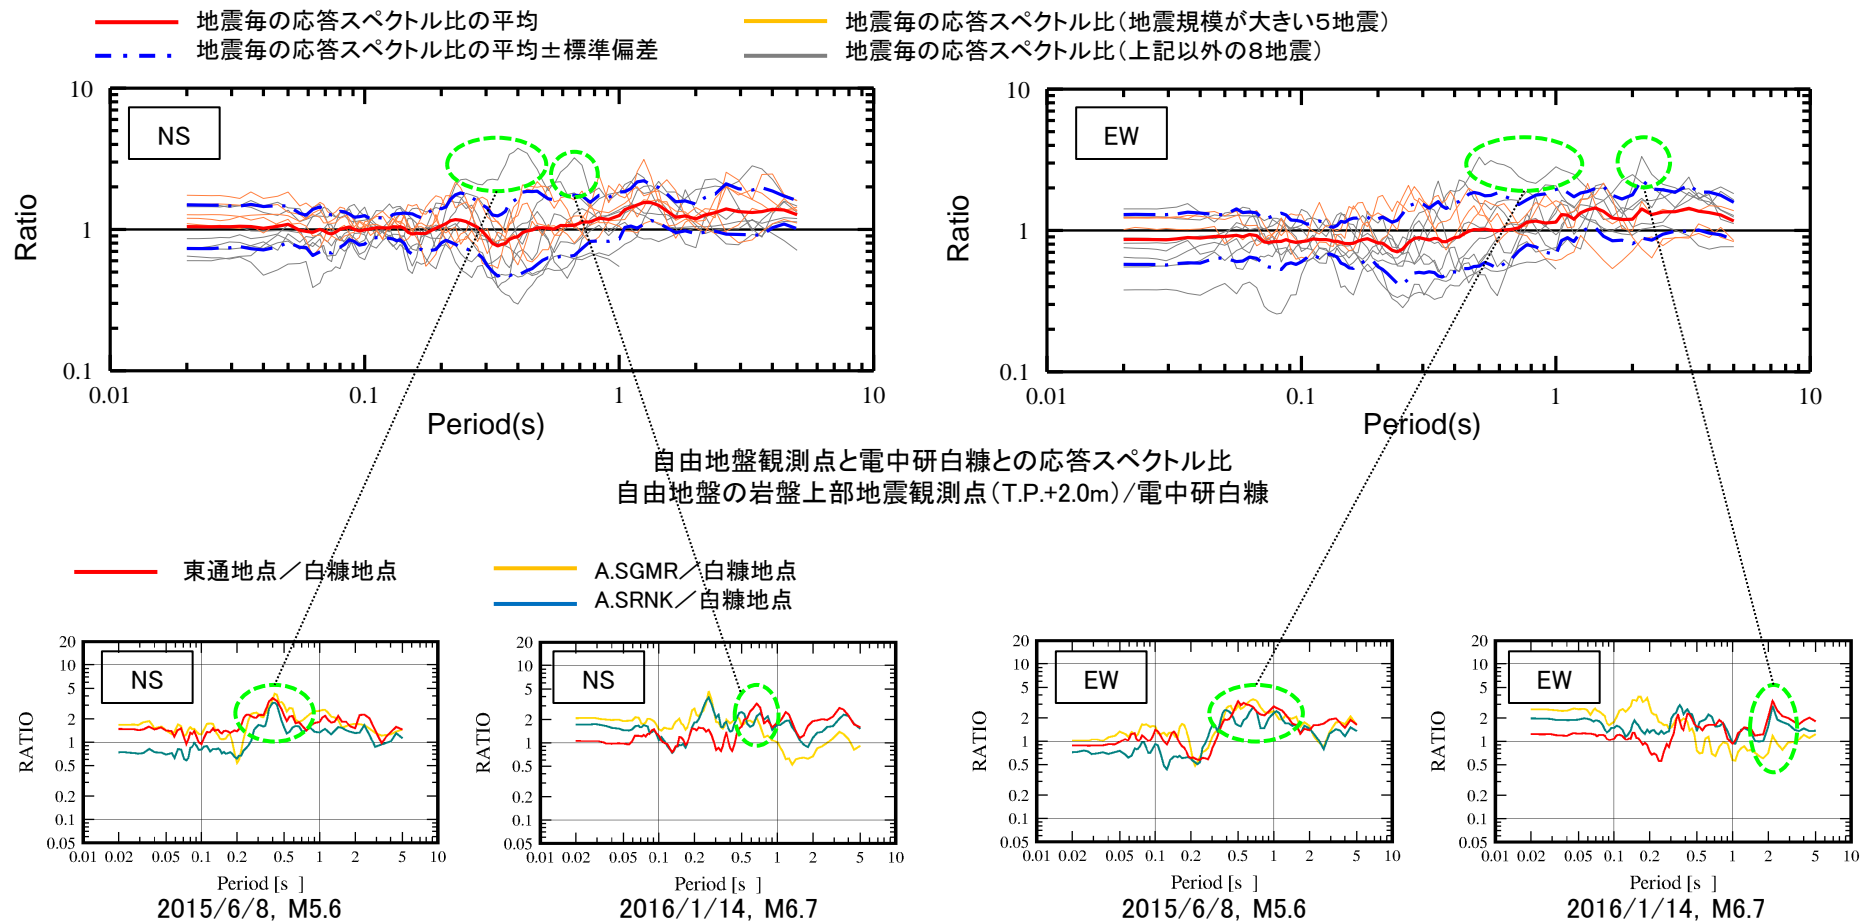 地震毎の応答スペクトル比の平均
地震毎の応答スペクトル比(地震規模が大きい5地震)
地震毎の応答スペクトル比の平均±標準偏差
地震毎の応答スペクトル比(上記以外の8地震)
10
1
0.1
Ratio
NS
0.01
0.1
1
10
Period(s)
10
1
0.1
Ratio
EW
0.01
0.1
1
10
Period(s)
自由地盤観測点と電中研白糠との応答スペクトル比
自由地盤の岩盤上部地震観測点(T.P.+2.0m)/電中研白糠
東通地点/白糠地点
A.SGMR/白糠地点
A.SRNK/白糠地点
20
10
5
2
1
0.5
0.2
0.1
0.05
RATIO
NS
0.01 0.02 0.05 0.1 0.2 0.5 1 2 5 10
Period [s ]
2015/6/8, M5.6
20
10
5
2
1
0.5
0.2
0.1
0.05
RATIO
NS
0.01 0.02 0.05 0.1 0.2 0.5 1 2 5 10
Period [s ]
2016/1/14, M6.7
20
10
5
2
1
0.5
0.2
0.1
0.05
RATIO
EW
0.01 0.02 0.05 0.1 0.2 0.5 1 2 5 10
Period [s ]
2015/6/8, M5.6
20
10
5
2
1
0.5
0.2
0.1
0.05
RATIO
EW
0.01 0.02 0.05 0.1 0.2 0.5 1 2 5 10
Period [s ]
2016/1/14, M6.7